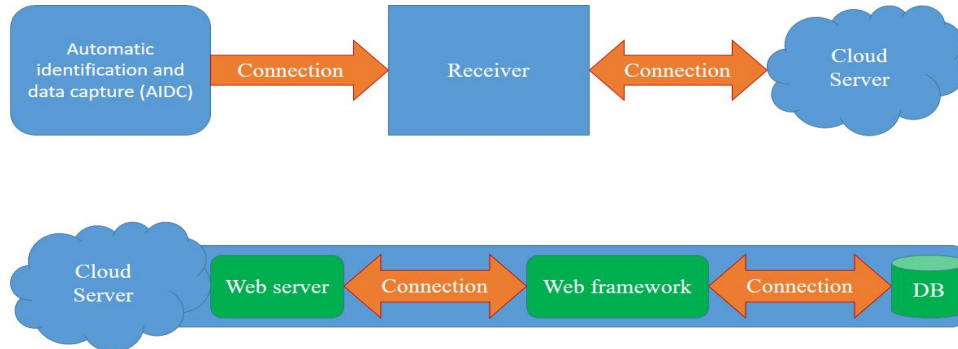 Automatic
identification and
data capture (AIDC)
Connection
Receiver
Connection
Cloud
Server
Cloud
Server
Web server
Connection
Web framework
Connection
DB